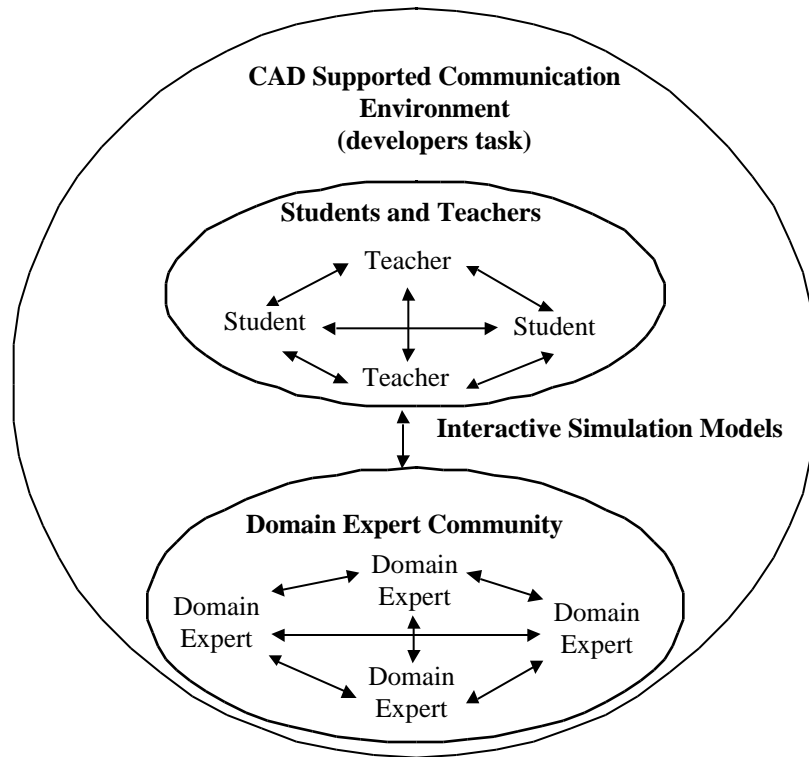 CAD Supported Communication
Environment
(developers task)
Students and Teachers
Teacher
Student
Student
Teacher
Interactive Simulation Models
Domain Expert Community
Domain
Expert
Domain
Expert
Domain
Expert
Domain
Expert